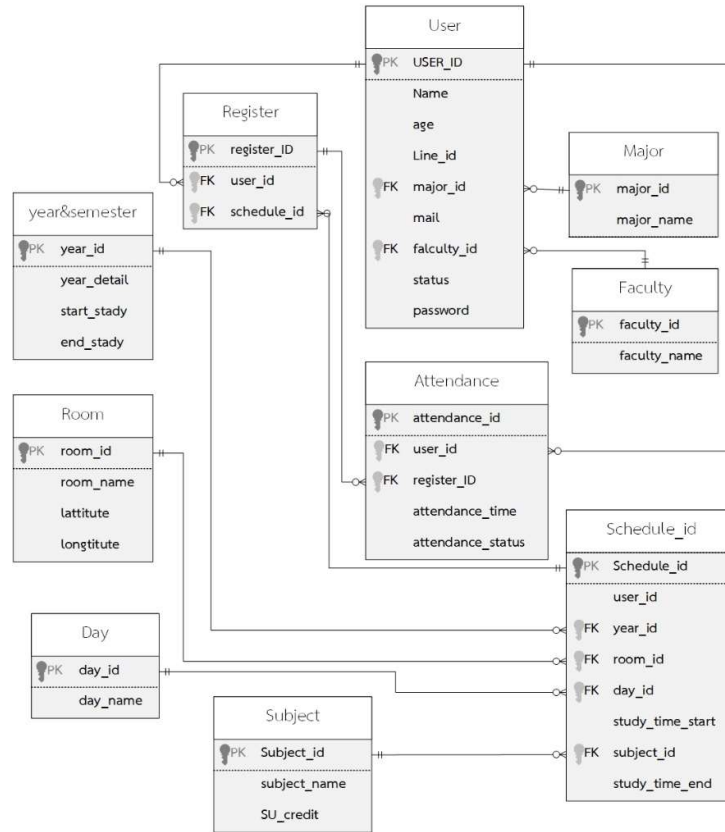 User
PK USER_ID
Name
age
Line_id
FK major_id
mail
FK falculty_id
status
password
Register
PK register_ID
FK user_id
FK schedule_id
Major
PK major_id
major_name
year&semester
PK year_id
year_detail
start_stady
end_stady
Faculty
PK faculty_id
faculty_name
Attendance
PK attendance_id
FK user_id
FK register_ID
attendance_time
attendance_status
Room
PK room_id
room_name
lattitute
longtitute
Schedule_id
PK Schedule_id
user_id
FK year_id
FK room_id
FK day_id
study_time_start
FK subject_id
study_time_end
Day
PK day_id
day_name
Subject
PK Subject_id
subject_name
SU_credit